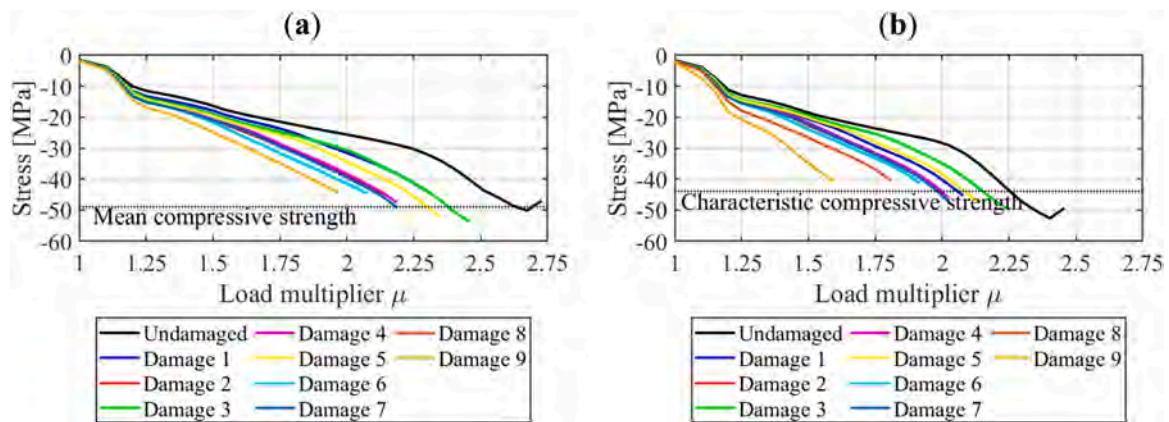 (a)
(b)
Stress [MPa]
0
-10
-20
-30
-40
-50
-60
Mean compressive strength
1 1.25 1.5 1.75 2 2.25 2.5 2.75
Load multiplier μ
Undamaged Damage 4 Damage 8
Damage 1 Damage 5 Damage 9
Damage 2 Damage 6
Damage 3 Damage 7
Stress [MPa]
0
-10
-20
-30
-40
-50
-60
Characteristic compressive strength
1 1.25 1.5 1.75 2 2.25 2.5 2.75
Load multiplier μ
Undamaged Damage 4 Damage 8
Damage 1 Damage 5 Damage 9
Damage 2 Damage 6
Damage 3 Damage 7